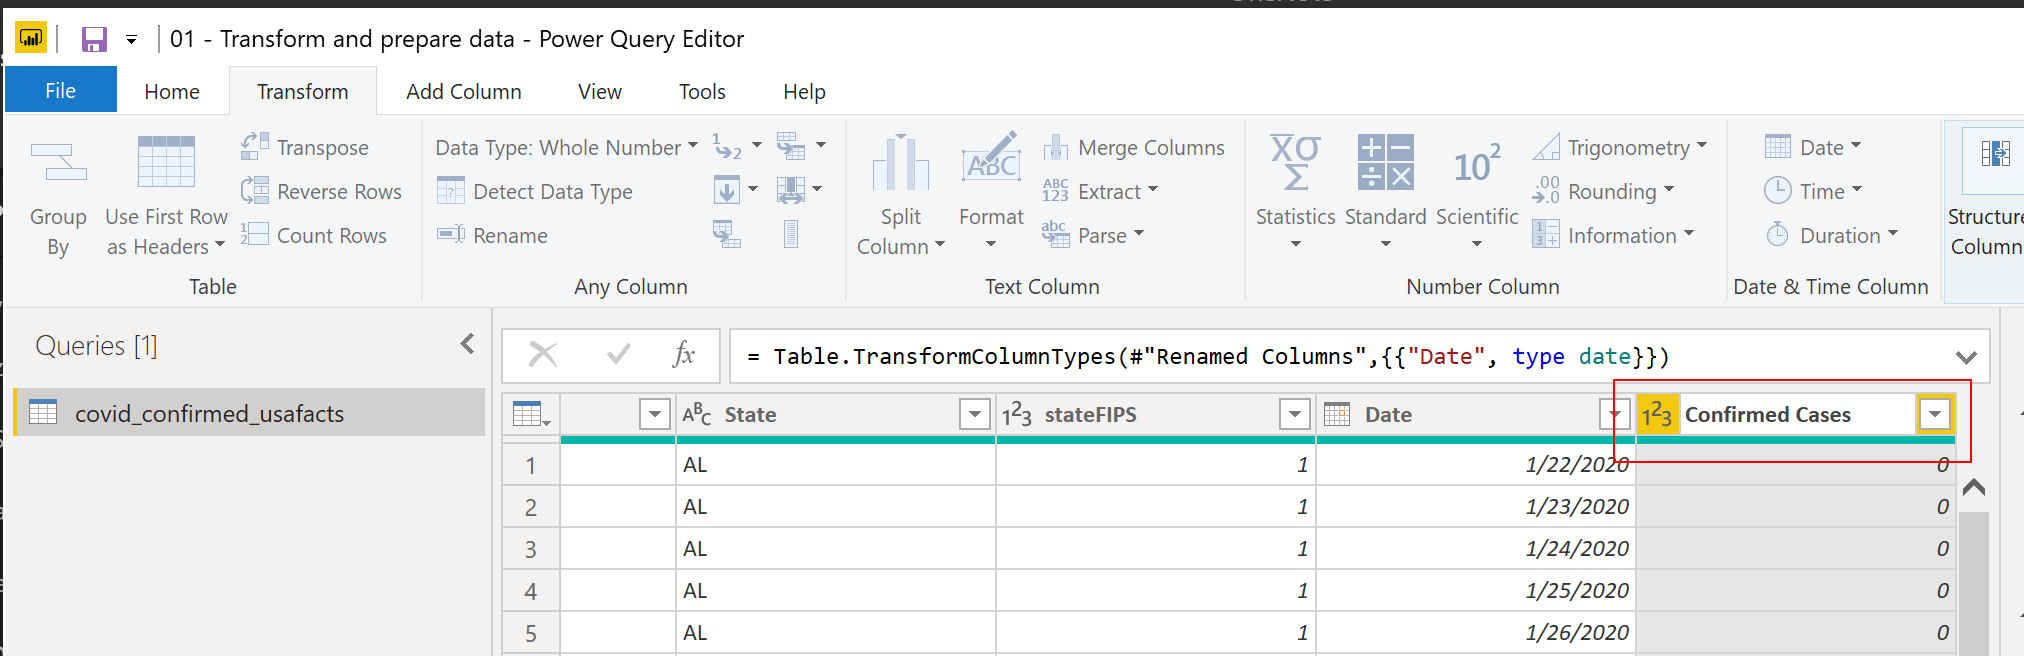 01 - Transform and prepare data - Power Query Editor
File Home Transform Add Column View Tools Help
Group By
Use First Row as Headers
Transpose
Reverse Rows
Count Rows
Table
Data Type: Whole Number
Detect Data Type
Rename
Any Column
Split Column
Format
Merge Columns
Extract
Parse
Text Column
Statistics
Standard
Scientific
Trigonometry
Rounding
Information
Number Column
Date
Time
Duration
Date & Time Column
Column
Queries [1]
covid_confirmed_usafacts
fx = Table.TransformColumnTypes(#"Renamed Columns",{{"Date", type date}})
ABC State 123 stateFIPS Date 123 Confirmed Cases
1 AL 1 1/22/2020 0
2 AL 1 1/23/2020 0
3 AL 1 1/24/2020 0
4 AL 1 1/25/2020 0
5 AL 1 1/26/2020 0